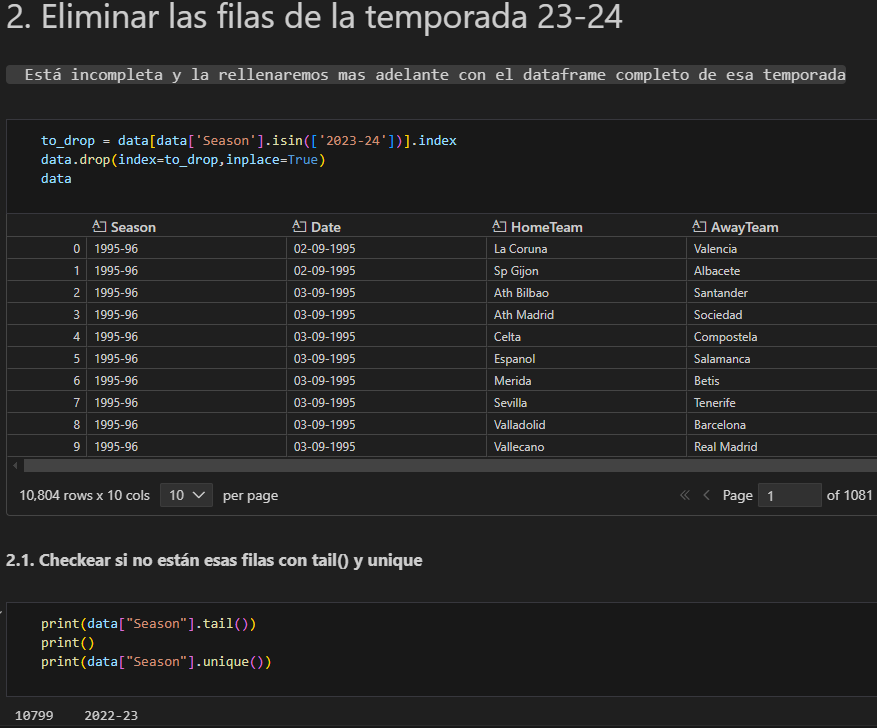 2. Eliminar las filas de la temporada 23-24
Está incompleta y la rellenaremos mas adelante con el dataframe completo de esa temporada
to_drop = data[data['Season'].isin(['2023-24'])].index
data.drop(index=to_drop,inplace=True)
data
Season Date HomeTeam AwayTeam
0 1995-96 02-09-1995 La Coruna Valencia
1 1995-96 02-09-1995 Sp Gijon Albacete
2 1995-96 03-09-1995 Ath Bilbao Santander
3 1995-96 03-09-1995 Ath Madrid Sociedad
4 1995-96 03-09-1995 Celta Compostela
5 1995-96 03-09-1995 Espanol Salamanca
6 1995-96 03-09-1995 Merida Betis
7 1995-96 03-09-1995 Sevilla Tenerife
8 1995-96 03-09-1995 Valladolid Barcelona
9 1995-96 03-09-1995 Vallecano Real Madrid
10,804 rows x 10 cols 10 per page « < Page 1 of 1081
2.1. Checkear si no están esas filas con tail() y unique
print(data["Season"].tail())
print()
print(data["Season"].unique())
10799 2022-23